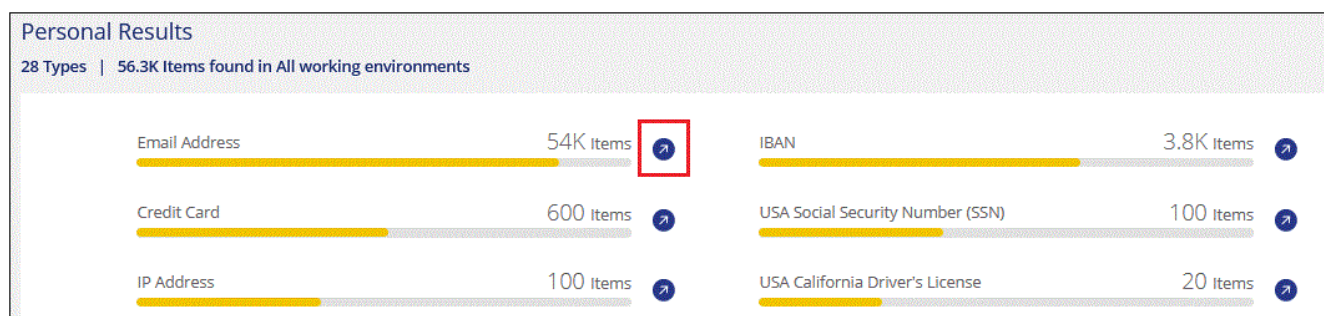 Personal Results
28 Types | 56.3K Items found in All working environments
Email Address 54K Items
IBAN 3.8K Items
Credit Card 600 Items
USA Social Security Number (SSN) 100 Items
IP Address 100 Items
USA California Driver's License 20 Items